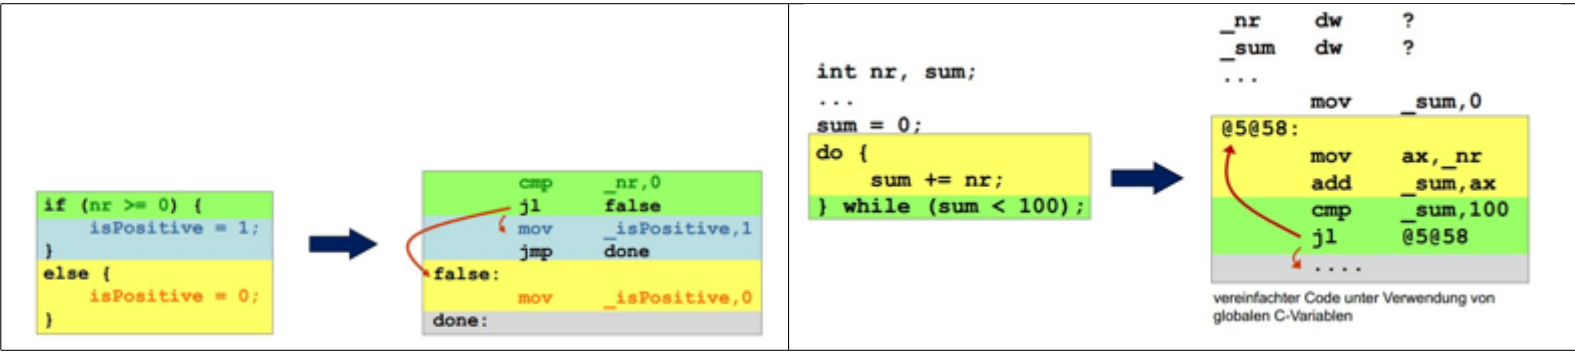 if (nr >= 0) {
isPositive = 1;
}
else {
isPositive = 0;
}
cmp _nr,0
jl false
mov _isPositive,1
jmp done
false:
mov _isPositive,0
done:
int nr, sum;
...
sum = 0;
do {
sum += nr;
} while (sum < 100);
_nr dw ?
_sum dw ?
...
mov _sum,0
@5@58:
mov ax,_nr
add _sum,ax
cmp _sum,100
jl @5@58
....
vereinfachter Code unter Verwendung von
globalen C-Variablen